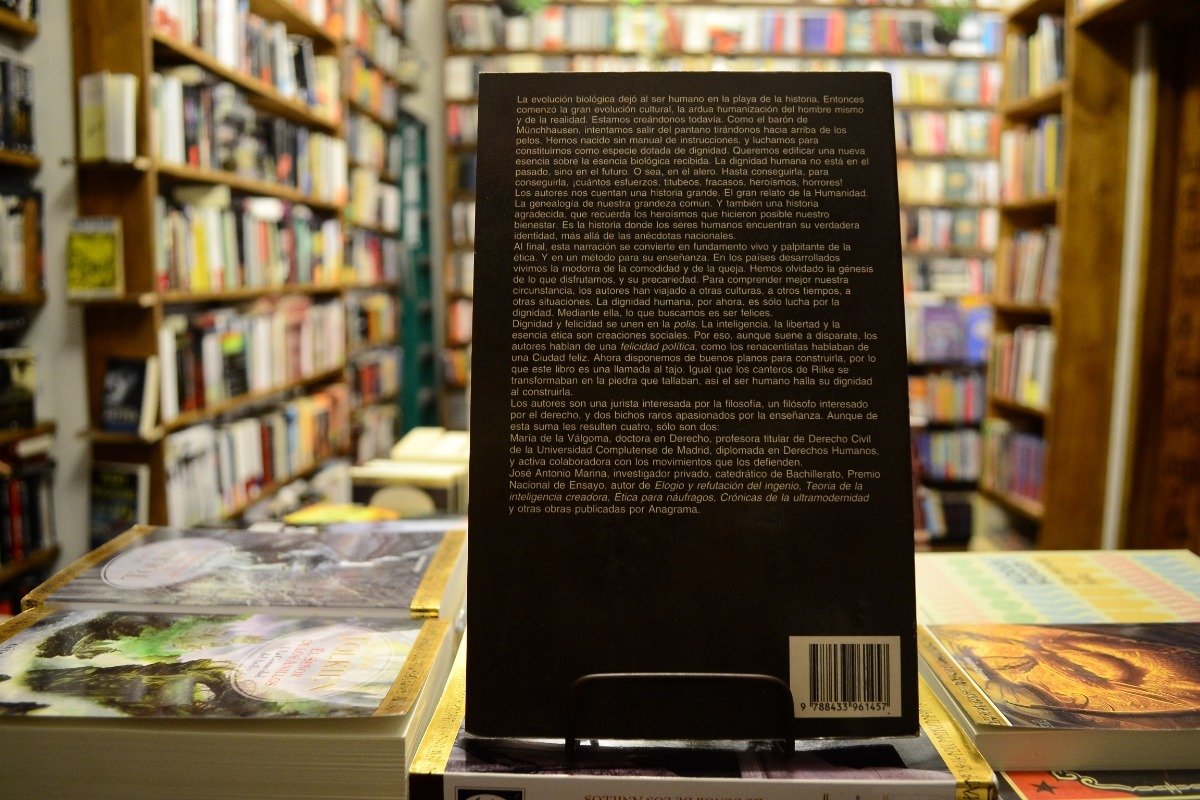 La evolución biológica dejó al ser humano en la playa de la historia. Entonces
comenzó la gran evolución cultural, la ardua humanización del hombre mismo
y de la realidad. Estamos creándonos todavía. Como el barón de
Münchhausen, intentamos salir del pantano tirándonos hacia arriba de los
pelos. Hemos nacido sin manual de instrucciones, y luchamos para
constituirnos como especie dotada de dignidad. Queremos edificar una nueva
esencia sobre la esencia biológica recibida. La dignidad humana no está en el
pasado, sino en el futuro. O sea, en el alero. Hasta conseguirla, para
conseguirla, ¡cuántos esfuerzos, titubeos, fracasos, heroísmos, horrores!
Los autores nos cuentan una historia grande. El gran relato de la Humanidad.
La genealogía de nuestra grandeza común. Y también una historia
agradecida, que recuerda los heroísmos que hicieron posible nuestro
bienestar. Es la historia donde los seres humanos encuentran su verdadera
identidad, más allá de las anécdotas nacionales.
Al final, esta narración se convierte en fundamento vivo y palpitante de la
ética. Y en un método para su enseñanza. En los países desarrollados
vivimos la modorra de la comodidad y de la queja. Hemos olvidado la génesis
de lo que disfrutamos, y su precariedad. Para comprender mejor nuestra
circunstancia, los autores han viajado a otras culturas, a otros tiempos, a
otras situaciones. La dignidad humana, por ahora, es sólo lucha por la
dignidad. Mediante ella, lo que buscamos es ser felices.
Dignidad y felicidad se unen en la polis. La inteligencia, la libertad y la
esencia ética son creaciones sociales. Por eso, aunque suene a disparate, los
autores hablan de una felicidad política, como los renacentistas hablaban de
una Ciudad feliz. Ahora disponemos de buenos planos para construirla, por lo
que este libro es una llamada al tajo. Igual que los canteros de Rilke se
transformaban en la piedra que tallaban, así el ser humano halla su dignidad
al construirla.
Los autores son una jurista interesada por la filosofía, un filósofo interesado
por el derecho, y dos bichos raros apasionados por la enseñanza. Aunque de
esta suma les resulten cuatro, sólo son dos:
María de la Válgoma, doctora en Derecho, profesora titular de Derecho Civil
de la Universidad Complutense de Madrid, diplomada en Derechos Humanos,
y activa colaboradora con los movimientos que los defienden.
José Antonio Marina, investigador privado, catedrático de Bachillerato, Premio
Nacional de Ensayo, autor de Elogio y refutación del ingenio, Teoría de la
inteligencia creadora, Ética para náufragos, Crónicas de la ultramodernidad
y otras obras publicadas por Anagrama.
9 788433 961457